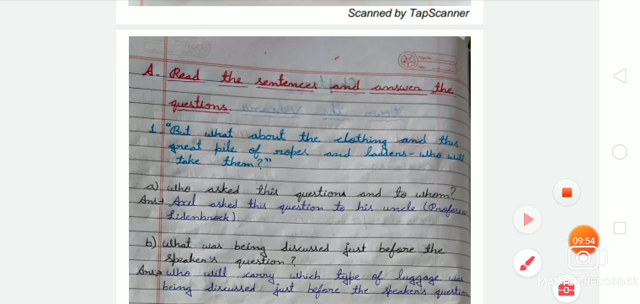 Scanned by TapScanner
A. Read the sentences and answer the
questions.
1. "But what about the clothing and this
great pile of ropes and ladders - who will
take them?"
a) who asked this question and to whom?
Ans→ Axel asked this question to his uncle (Professor
Lidenbrock).
b) what was being discussed just before the
speaker's question?
Ans→ who will carry which type of luggage was
being discussed just before the speaker's question
09:54